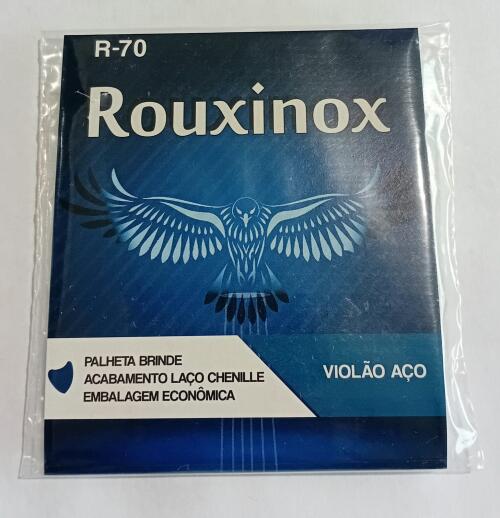 R-70
Rouxinox
PALHETA BRINDE
ACABAMENTO LAÇO CHENILLE
EMBALAGEM ECONÔMICA
VIOLÃO AÇO